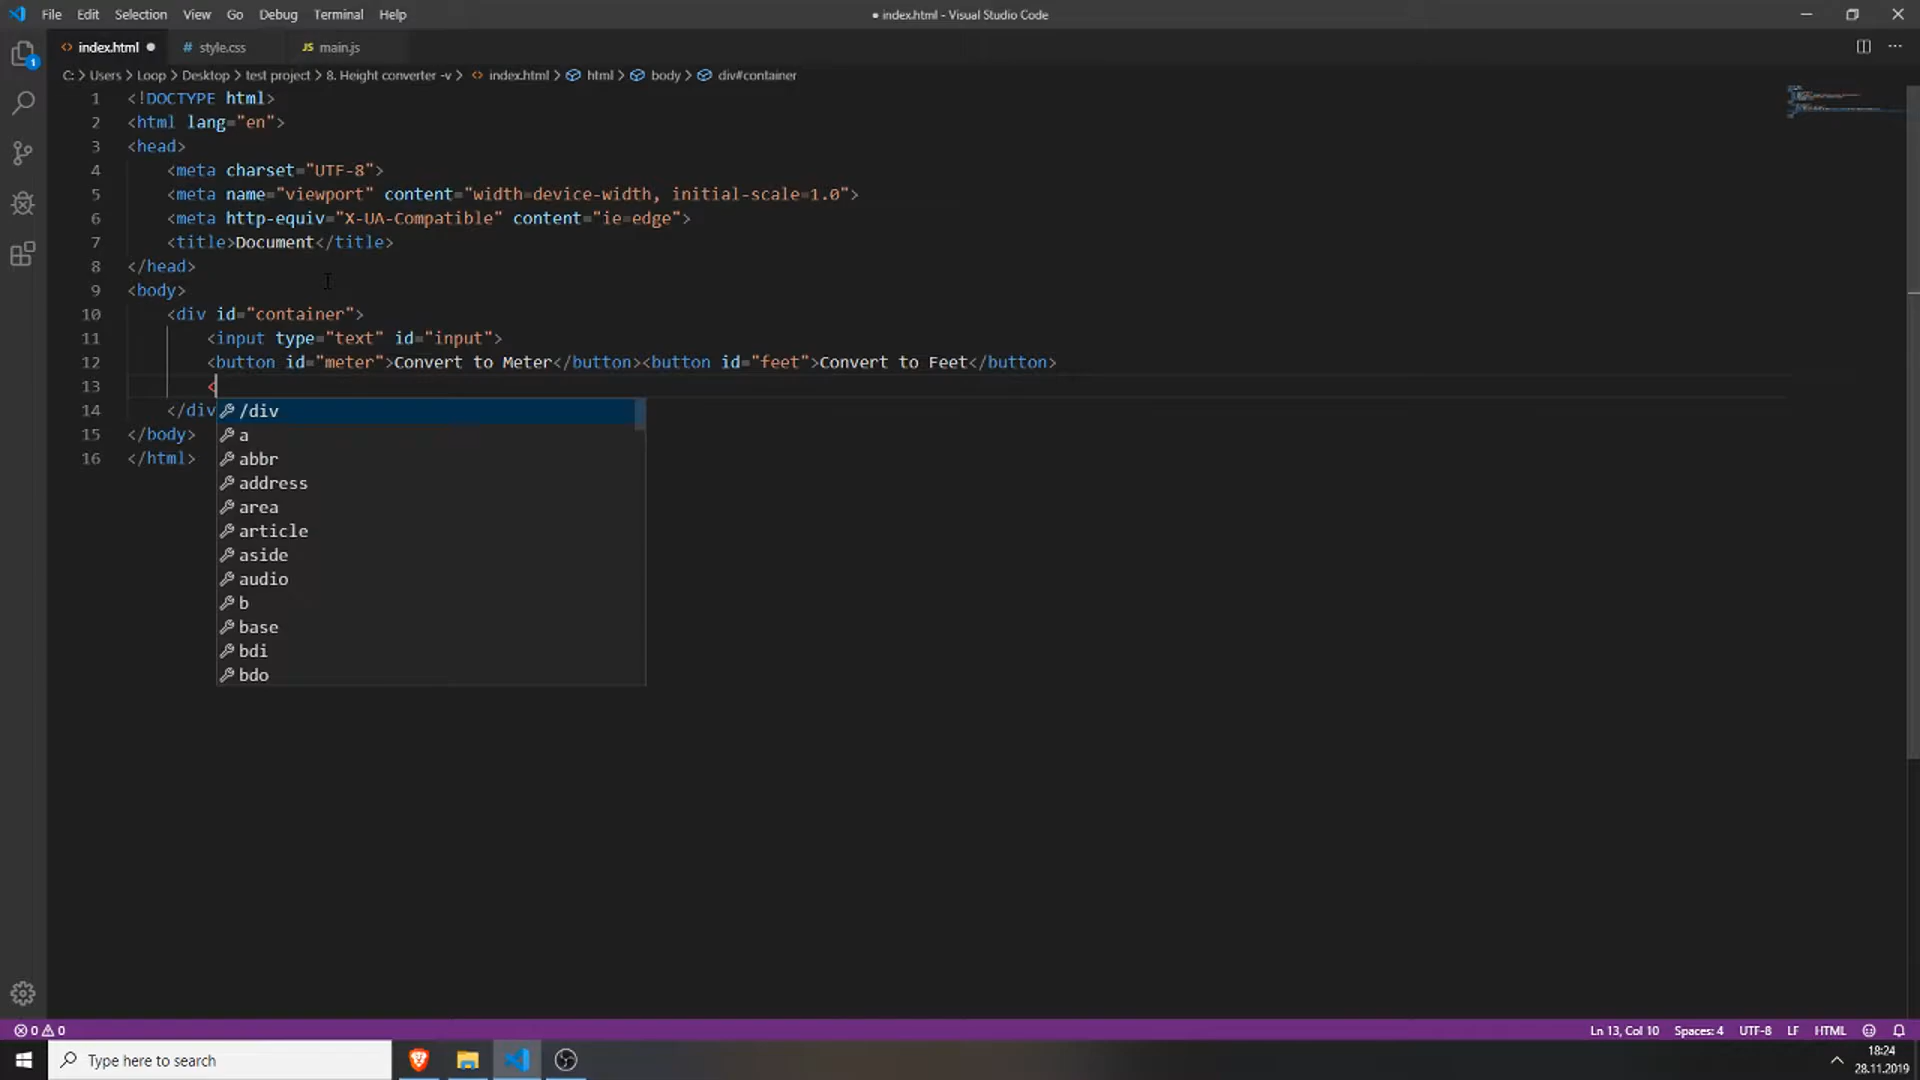 File Edit Selection View Go Debug Terminal Help
● index.html - Visual Studio Code
<> index.html ●
# style.css
JS main.js
1
C: > Users > Loop > Desktop > test project > 8. Height converter -v > <> index.html > html > body > div#container
1 <!DOCTYPE html>
2 <html lang="en">
3 <head>
4 <meta charset="UTF-8">
5 <meta name="viewport" content="width=device-width, initial-scale=1.0">
6 <meta http-equiv="X-UA-Compatible" content="ie=edge">
7 <title>Document</title>
8 </head>
9 <body>
10 <div id="container">
11 <input type="text" id="input">
12 <button id="meter">Convert to Meter</button><button id="feet">Convert to Feet</button>
13 <
14 </div
/div
15 </body>
a
16 </html>
abbr
address
area
article
aside
audio
b
base
bdi
bdo
0 0
Ln 13, Col 10 Spaces: 4 UTF-8 LF HTML
Type here to search
18:24
28.11.2019